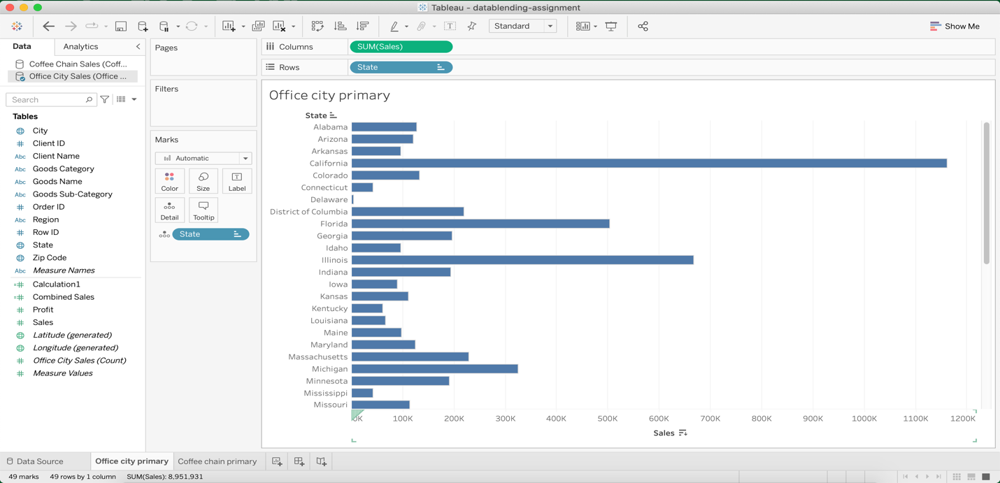 Tableau - datablending-assignment
Standard
Show Me
Data
Analytics
Coffee Chain Sales (Coff...
Office City Sales (Office ...
Search
Tables
City
Client ID
Abc Client Name
Abc Goods Category
Abc Goods Name
Abc Goods Sub-Category
Order ID
Abc Region
Row ID
State
Zip Code
Abc Measure Names
Calculation1
Combined Sales
Profit
Sales
Latitude (generated)
Longitude (generated)
Office City Sales (Count)
Measure Values
Pages
Filters
Marks
Automatic
Color Size Label
Detail Tooltip
State
Columns SUM(Sales)
Rows State
Office city primary
State
Alabama
Arizona
Arkansas
California
Colorado
Connecticut
Delaware
District of Columbia
Florida
Georgia
Idaho
Illinois
Indiana
Iowa
Kansas
Kentucky
Louisiana
Maine
Maryland
Massachusetts
Michigan
Minnesota
Mississippi
Missouri
0K 100K 200K 300K 400K 500K 600K 700K 800K 900K 1000K 1100K 1200K
Sales
Data Source Office city primary Coffee chain primary
49 marks 49 rows by 1 column SUM(Sales): 8,951,931